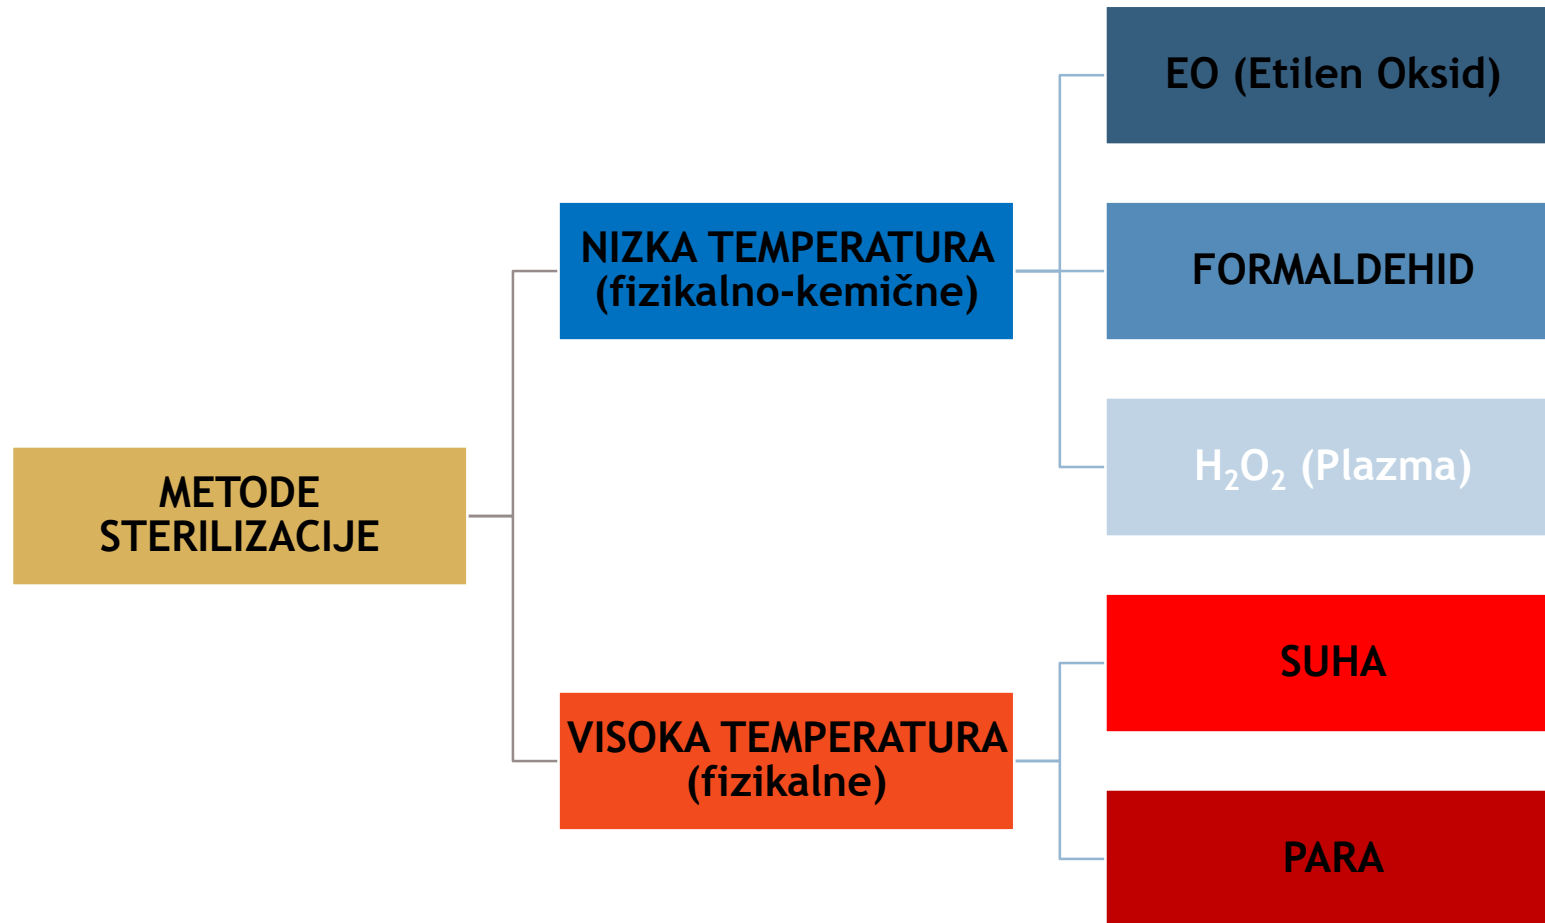 METODE
STERILIZACIJE
NIZKA TEMPERATURA
(fizikalno-kemične)
EO (Etilen Oksid)
FORMALDEHID
H₂O₂ (Plazma)
VISOKA TEMPERATURA
(fizikalne)
SUHA
PARA